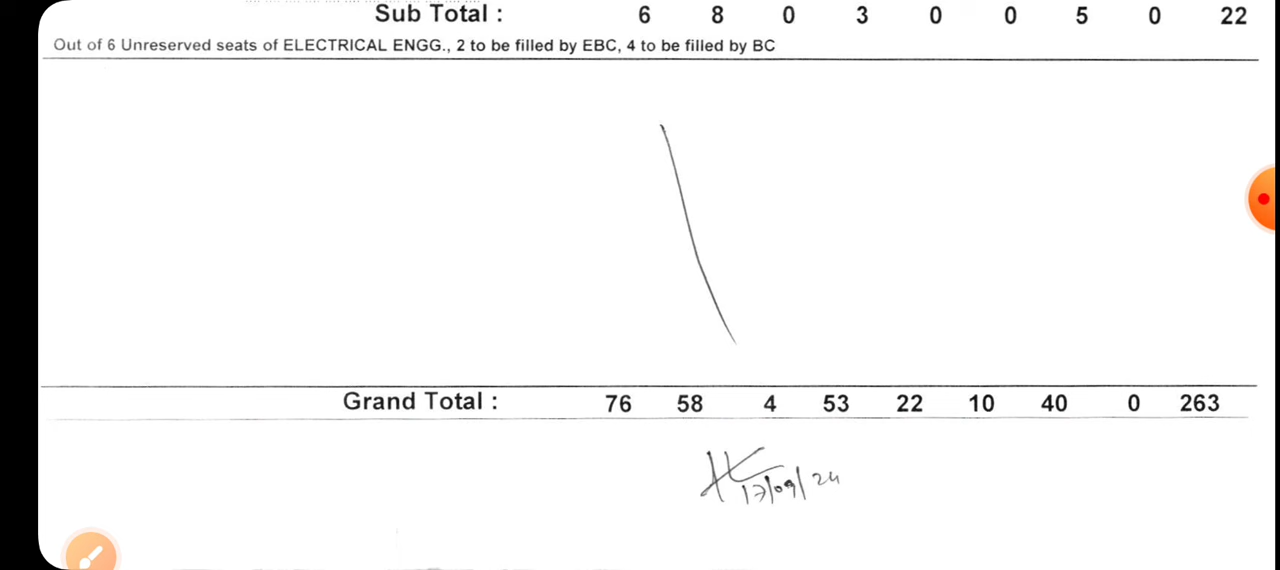 Sub Total : 6 8 0 3 0 0 5 0 22
Out of 6 Unreserved seats of ELECTRICAL ENGG., 2 to be filled by EBC, 4 to be filled by BC
Grand Total : 76 58 4 53 22 10 40 0 263
17/09/24